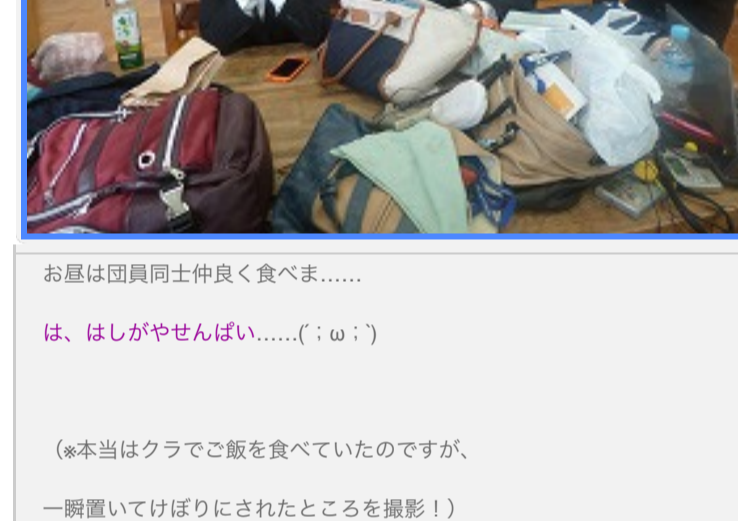 お昼は団員同士仲良く食べま……
は、はしがやせんぱい……(´；ω；`)
（※本当はクラでご飯を食べていたのですが、
一瞬置いてけぼりにされたところを撮影！）